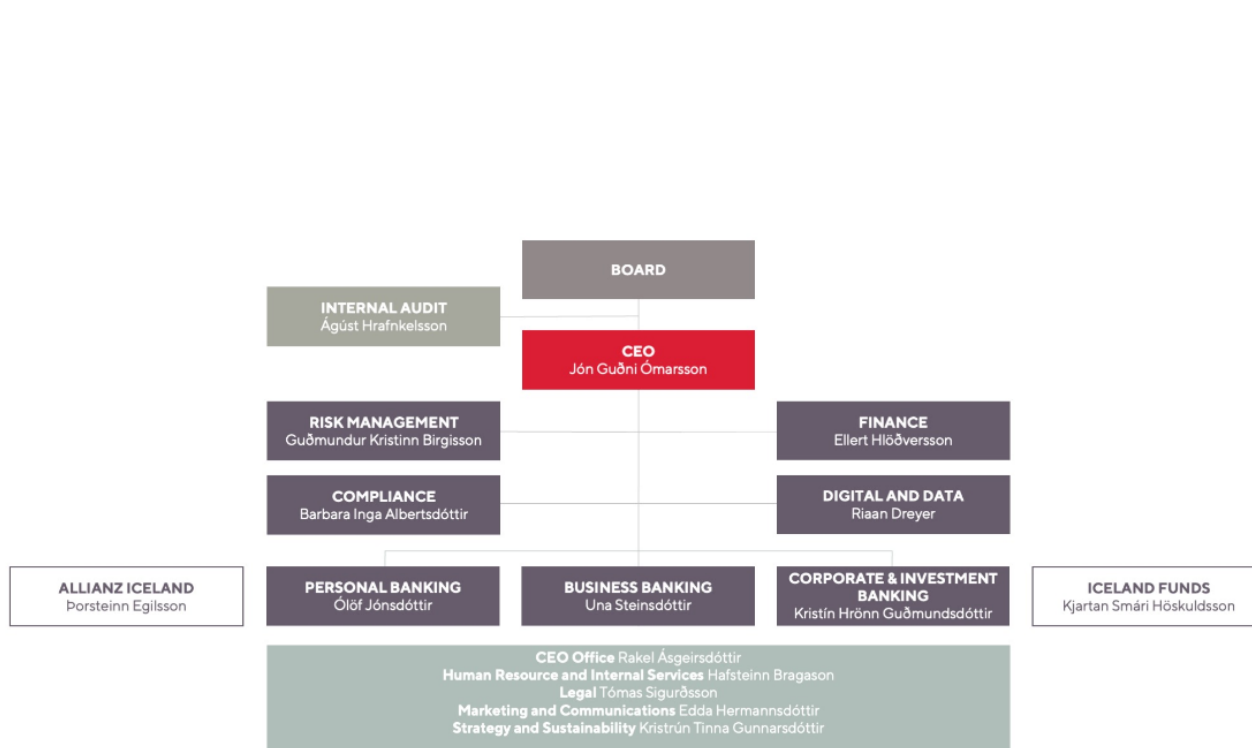 BOARD
INTERNAL AUDIT
Ágúst Hrafnkelsson
CEO
Jón Guðni Ómarsson
RISK MANAGEMENT
Guðmundur Kristinn Birgisson
FINANCE
Ellert Hlöðversson
COMPLIANCE
Barbara Inga Albertsdóttir
DIGITAL AND DATA
Riaan Dreyer
ALLIANZ ICELAND
Þorsteinn Egilsson
PERSONAL BANKING
Ólöf Jónsdóttir
BUSINESS BANKING
Una Steinsdóttir
CORPORATE & INVESTMENT
BANKING
Kristín Hrönn Guðmundsdóttir
ICELAND FUNDS
Kjartan Smári Höskuldsson
CEO Office Rakel Ásgeirsdóttir
Human Resource and Internal Services Hafsteinn Bragason
Legal Tómas Sigurðsson
Marketing and Communications Edda Hermannsdóttir
Strategy and Sustainability Kristrún Tinna Gunnarsdóttir